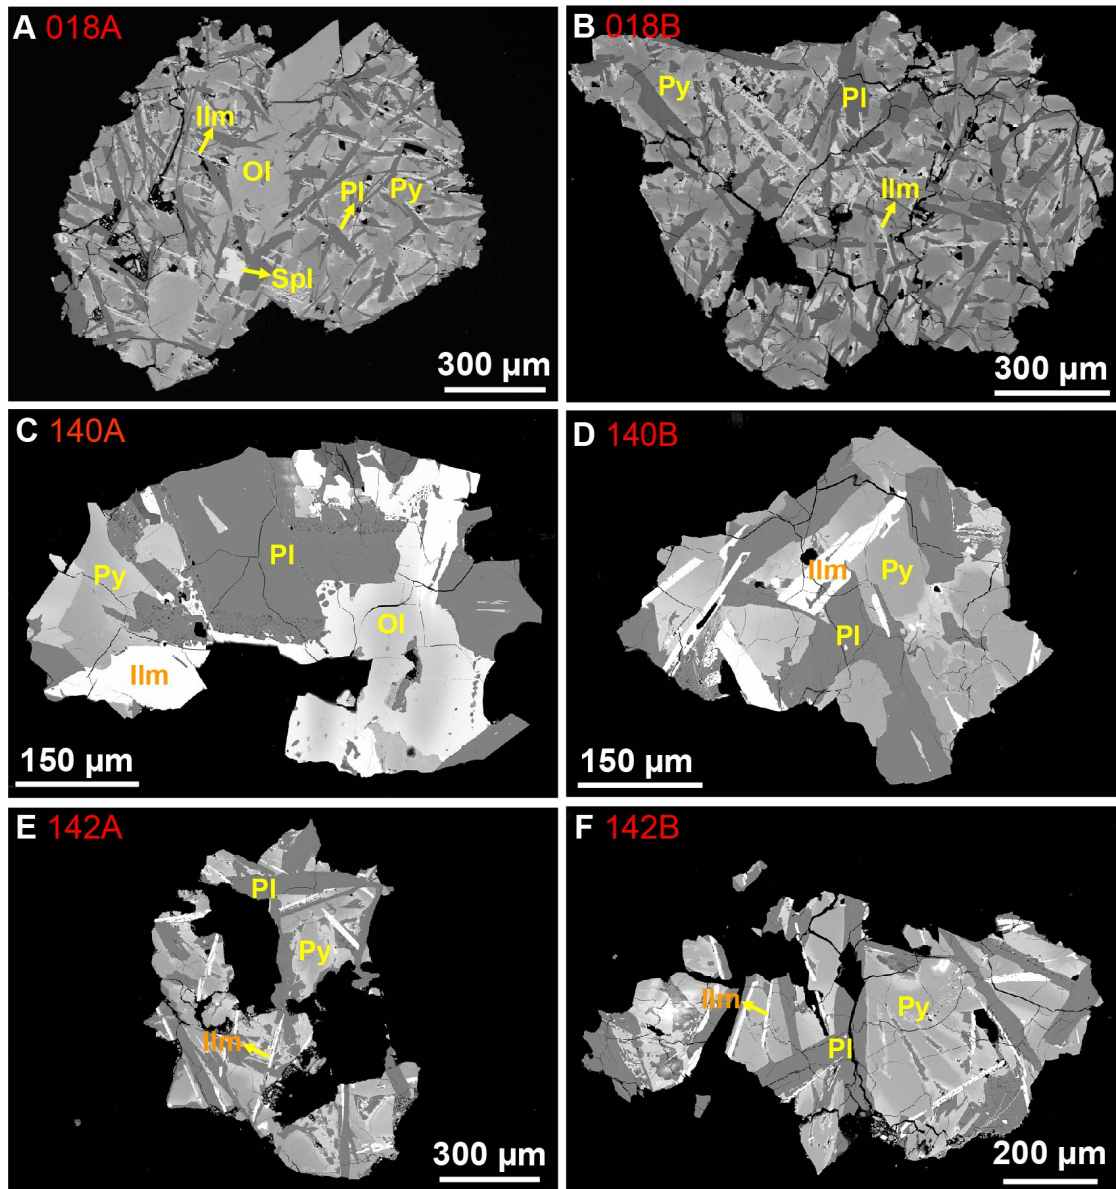 A 018A
Ilm
Ol
Pl
Py
Spl
300 µm
B 018B
Py
Pl
Ilm
300 µm
C 140A
Pl
Py
Ol
Ilm
150 µm
D 140B
Ilm
Py
Pl
150 µm
E 142A
Pl
Py
Ilm
300 µm
F 142B
Ilm
Py
Pl
200 µm